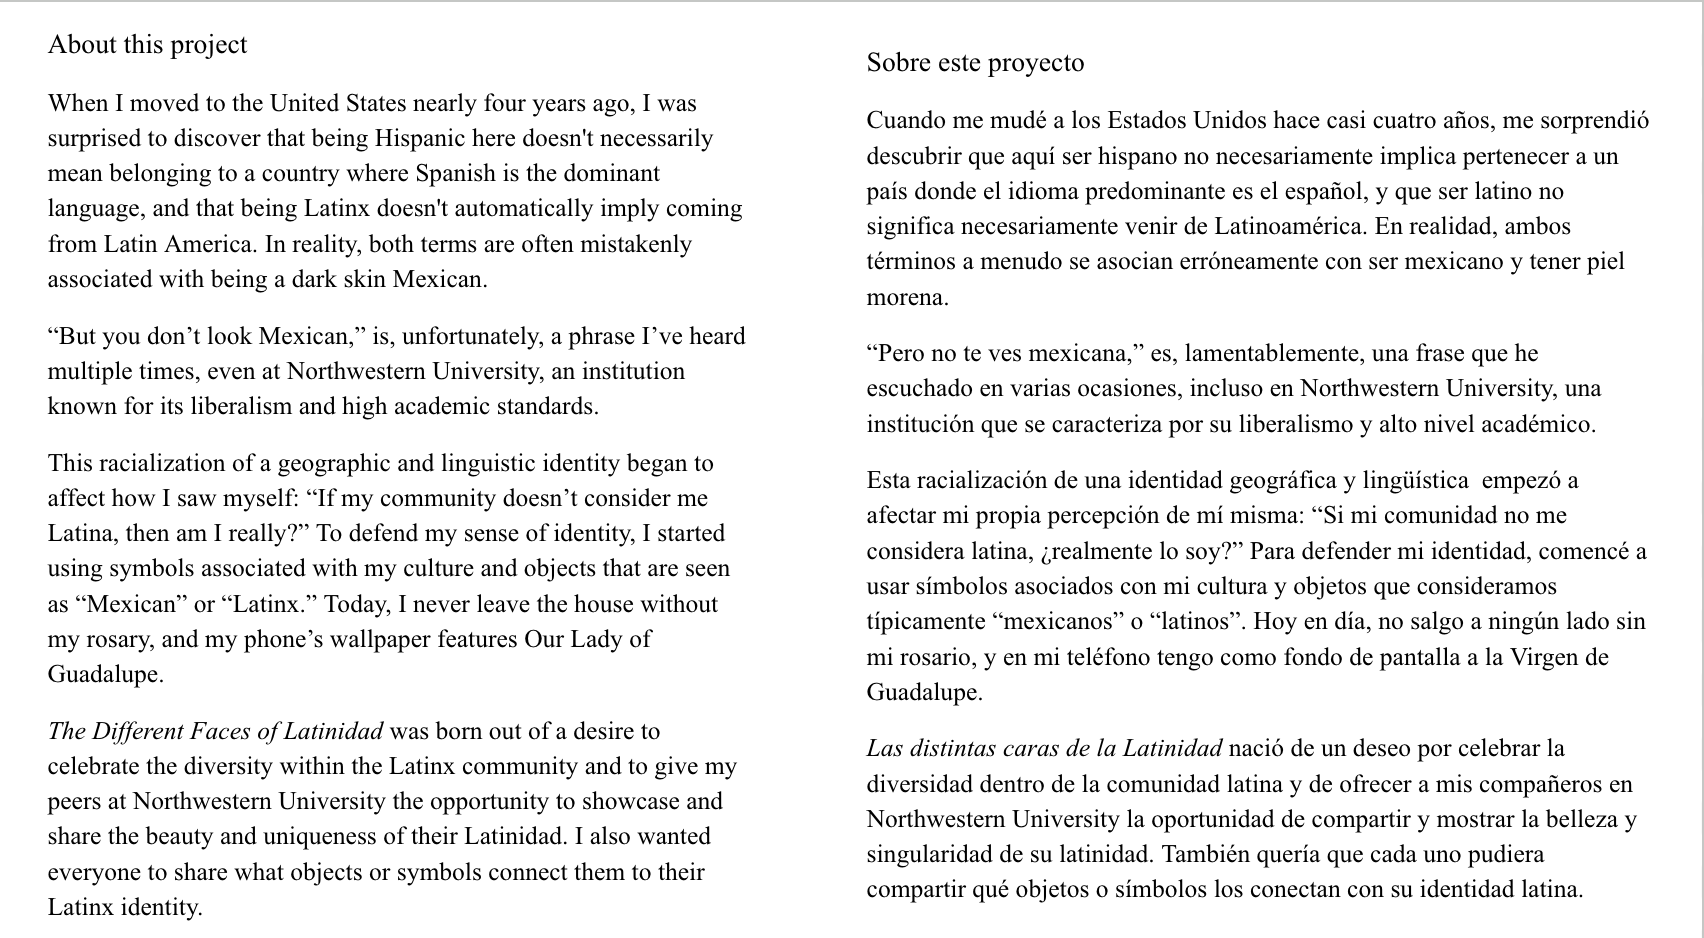 About this project
When I moved to the United States nearly four years ago, I was
surprised to discover that being Hispanic here doesn't necessarily
mean belonging to a country where Spanish is the dominant
language, and that being Latinx doesn't automatically imply coming
from Latin America. In reality, both terms are often mistakenly
associated with being a dark skin Mexican.
“But you don’t look Mexican,” is, unfortunately, a phrase I’ve heard
multiple times, even at Northwestern University, an institution
known for its liberalism and high academic standards.
This racialization of a geographic and linguistic identity began to
affect how I saw myself: “If my community doesn’t consider me
Latina, then am I really?” To defend my sense of identity, I started
using symbols associated with my culture and objects that are seen
as “Mexican” or “Latinx.” Today, I never leave the house without
my rosary, and my phone’s wallpaper features Our Lady of
Guadalupe.
The Different Faces of Latinidad was born out of a desire to
celebrate the diversity within the Latinx community and to give my
peers at Northwestern University the opportunity to showcase and
share the beauty and uniqueness of their Latinidad. I also wanted
everyone to share what objects or symbols connect them to their
Latinx identity.
Sobre este proyecto
Cuando me mudé a los Estados Unidos hace casi cuatro años, me sorprendió
descubrir que aquí ser hispano no necesariamente implica pertenecer a un
país donde el idioma predominante es el español, y que ser latino no
significa necesariamente venir de Latinoamérica. En realidad, ambos
términos a menudo se asocian erróneamente con ser mexicano y tener piel
morena.
“Pero no te ves mexicana,” es, lamentablemente, una frase que he
escuchado en varias ocasiones, incluso en Northwestern University, una
institución que se caracteriza por su liberalismo y alto nivel académico.
Esta racialización de una identidad geográfica y lingüística  empezó a
afectar mi propia percepción de mí misma: “Si mi comunidad no me
considera latina, ¿realmente lo soy?” Para defender mi identidad, comencé a
usar símbolos asociados con mi cultura y objetos que consideramos
típicamente “mexicanos” o “latinos”. Hoy en día, no salgo a ningún lado sin
mi rosario, y en mi teléfono tengo como fondo de pantalla a la Virgen de
Guadalupe.
Las distintas caras de la Latinidad nació de un deseo por celebrar la
diversidad dentro de la comunidad latina y de ofrecer a mis compañeros en
Northwestern University la oportunidad de compartir y mostrar la belleza y
singularidad de su latinidad. También quería que cada uno pudiera
compartir qué objetos o símbolos los conectan con su identidad latina.